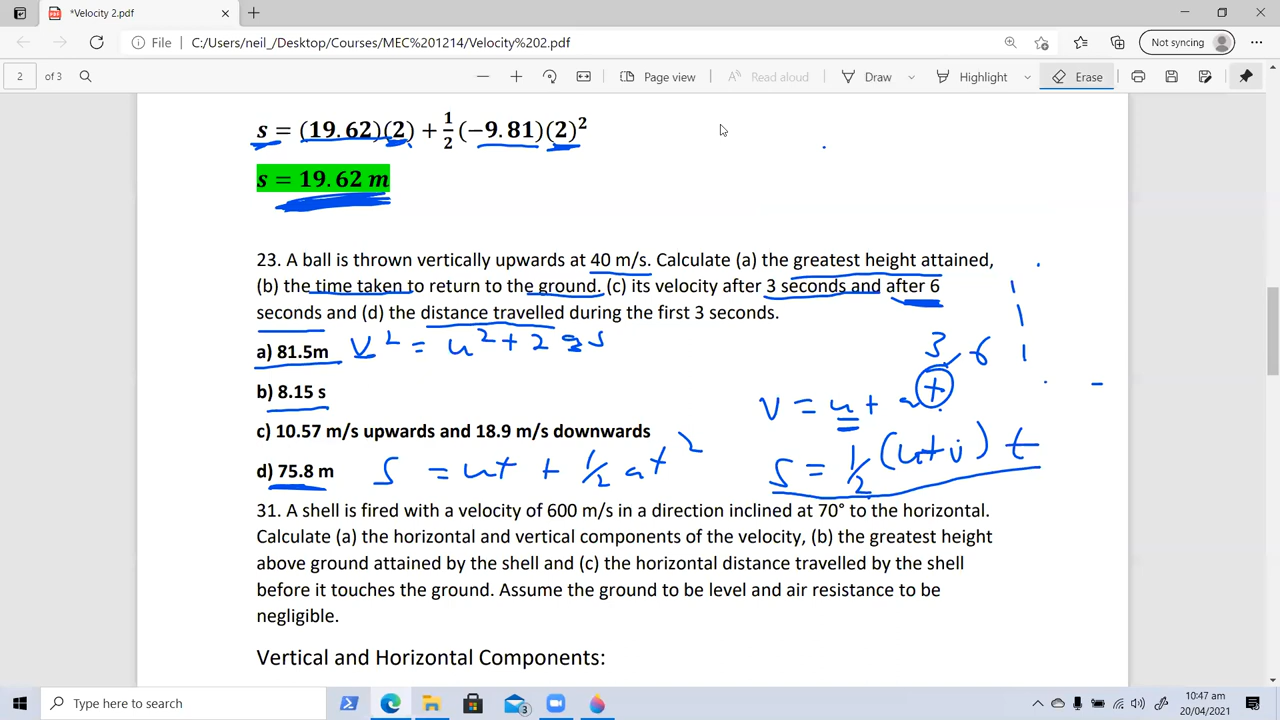 *Velocity 2.pdf
File C:/Users/neil_/Desktop/Courses/MEC%201214/Velocity%202.pdf Not syncing
2 of 3 Page view Read aloud Draw Highlight Erase
s = (19.62)(2) + 1/2 (−9.81)(2)²
s = 19.62 m
23. A ball is thrown vertically upwards at 40 m/s. Calculate (a) the greatest height attained,
(b) the time taken to return to the ground. (c) its velocity after 3 seconds and after 6
seconds and (d) the distance travelled during the first 3 seconds.
a) 81.5m v² = u² + 2as
3 6
b) 8.15 s
v = u + at
c) 10.57 m/s upwards and 18.9 m/s downwards
d) 75.8 m s = ut + 1/2 at² s = 1/2 (u+v) t
31. A shell is fired with a velocity of 600 m/s in a direction inclined at 70° to the horizontal.
Calculate (a) the horizontal and vertical components of the velocity, (b) the greatest height
above ground attained by the shell and (c) the horizontal distance travelled by the shell
before it touches the ground. Assume the ground to be level and air resistance to be
negligible.
Vertical and Horizontal Components:
Type here to search 3 10:47 am
20/04/2021